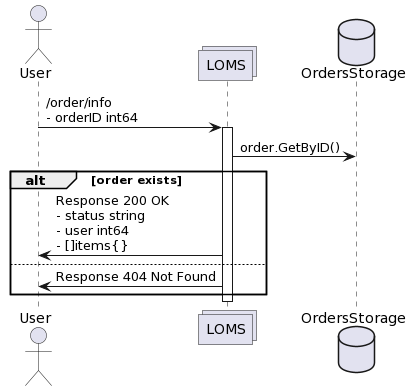 User
LOMS
OrdersStorage
/order/info
- orderID int64
order.GetByID()
alt
[order exists]
Response 200 OK
- status string
- user int64
- []items{}
Response 404 Not Found
User
LOMS
OrdersStorage